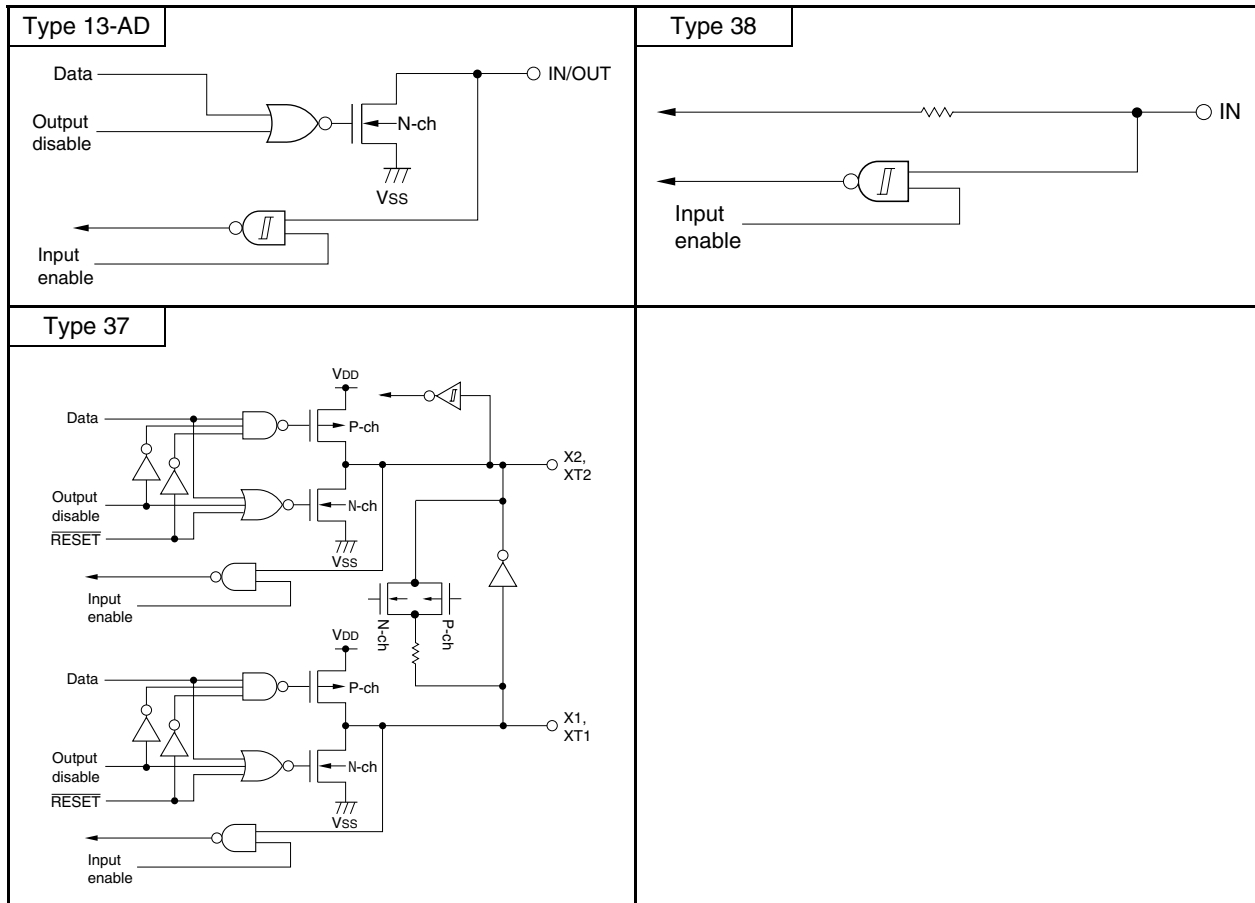 Type 13-AD
Data
Output
disable
N-ch
VSS
IN/OUT
Input
enable
Type 38
IN
Input
enable
Type 37
VDD
Data
P-ch
X2,
XT2
Output
disable
N-ch
RESET
VSS
Input
enable
N-ch
P-ch
VDD
Data
P-ch
X1,
XT1
Output
disable
N-ch
RESET
VSS
Input
enable